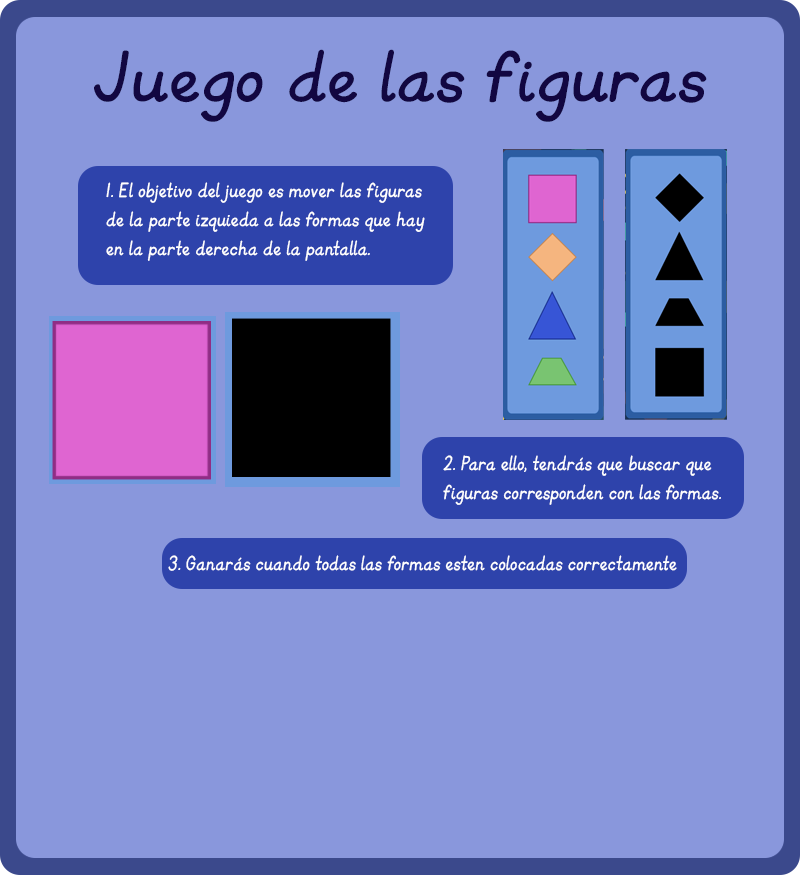 Juego de las figuras
1. El objetivo del juego es mover las figuras
de la parte izquieda a las formas que hay
en la parte derecha de la pantalla.
2. Para ello, tendrás que buscar que
figuras corresponden con las formas.
3. Ganarás cuando todas las formas esten colocadas correctamente